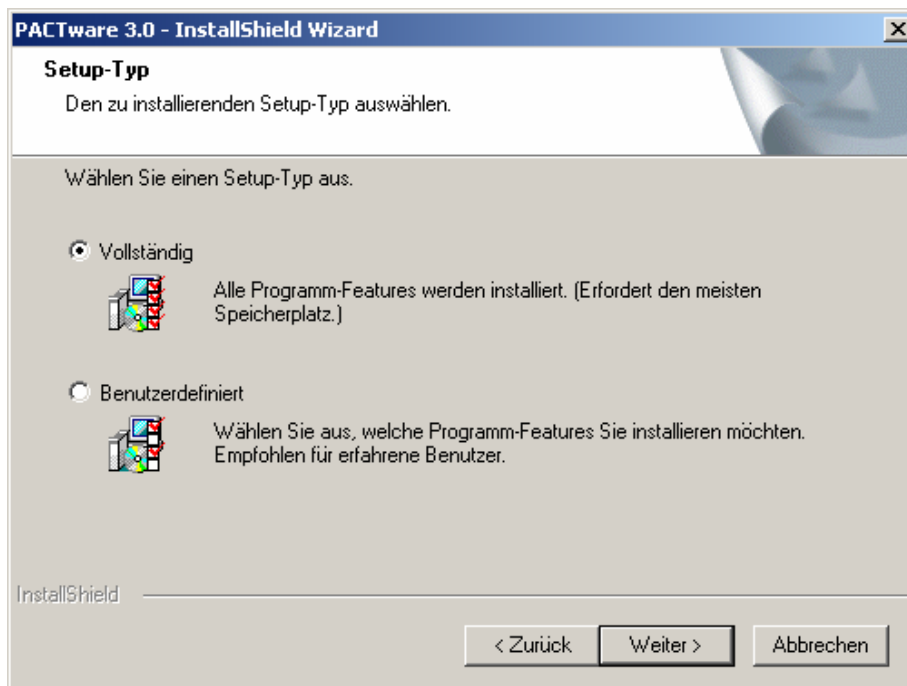 PACTware 3.0 - InstallShield Wizard
Setup-Typ
Den zu installierenden Setup-Typ auswählen.
Wählen Sie einen Setup-Typ aus.
Vollständig
Alle Programm-Features werden installiert. (Erfordert den meisten
Speicherplatz.)
Benutzerdefiniert
Wählen Sie aus, welche Programm-Features Sie installieren möchten.
Empfohlen für erfahrene Benutzer.
InstallShield
< Zurück
Weiter >
Abbrechen